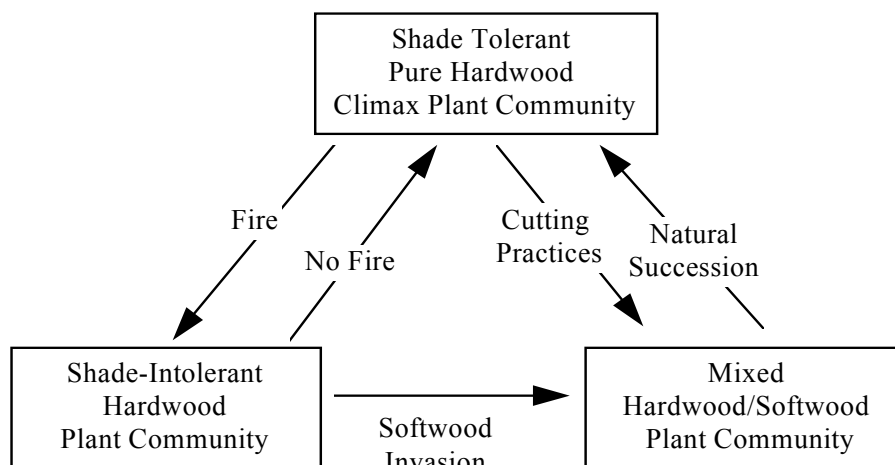 Shade Tolerant
Pure Hardwood
Climax Plant Community
Fire
No Fire
Cutting
Practices
Natural
Succession
Shade-Intolerant
Hardwood
Plant Community
Softwood
Invasion
Mixed
Hardwood/Softwood
Plant Community